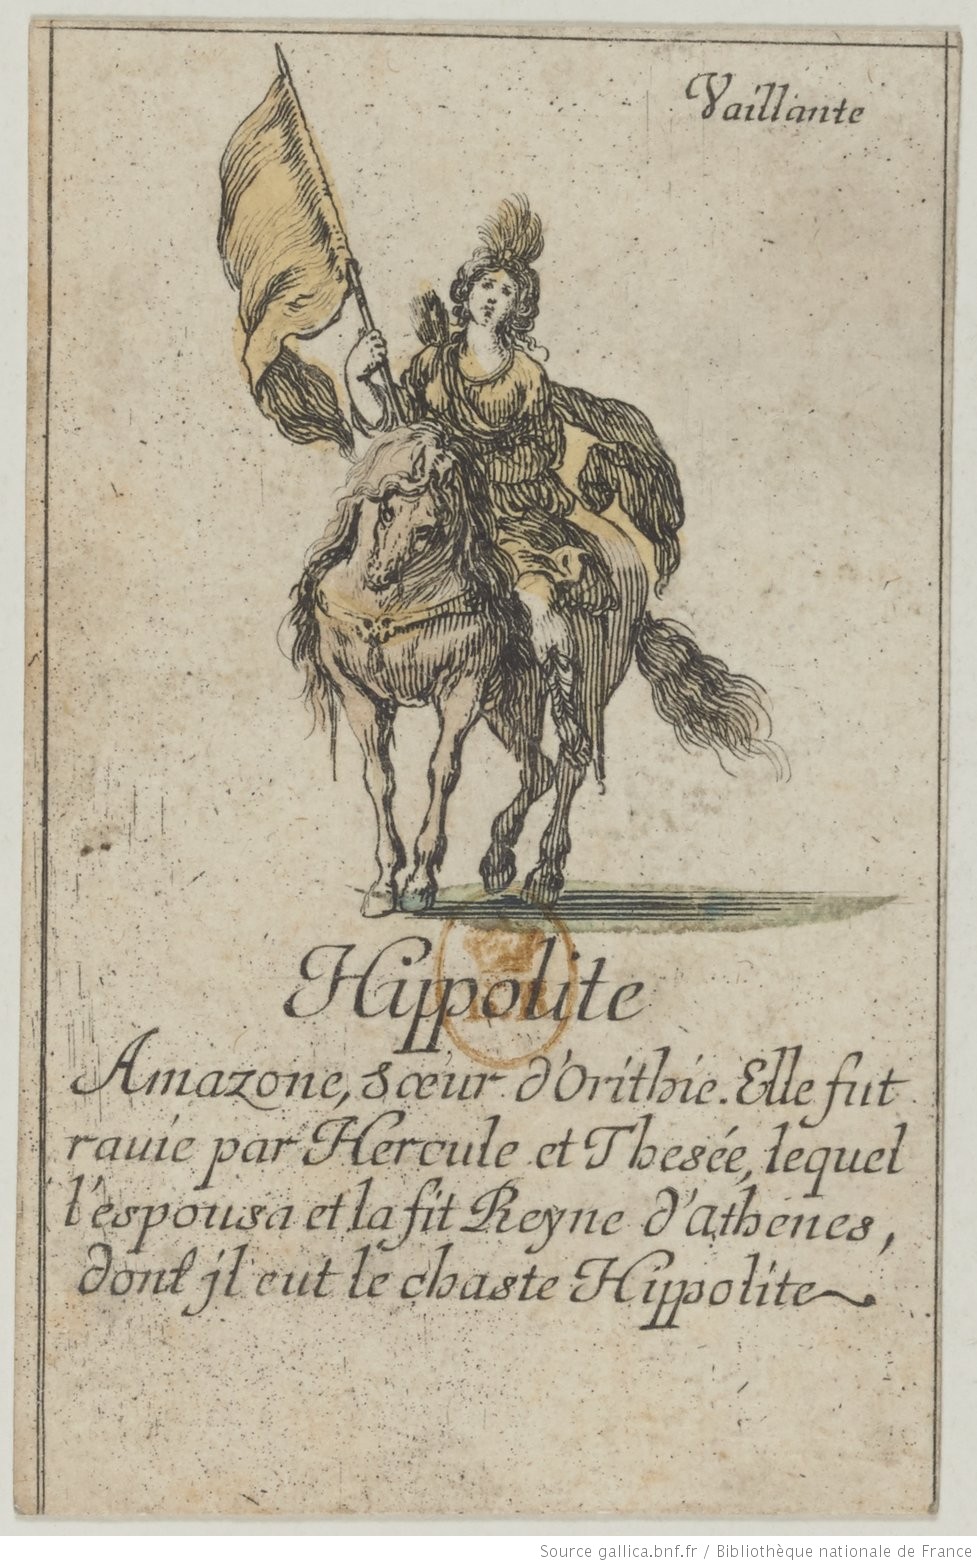 Vaillante
Hippolite
Amazone, sœur d'Orithie. Elle fut
rauie par Hercule et Thesée, lequel
l'espousa et la fit Reyne d'Athenes,
dont jl eut le chaste Hippolite
Source gallica.bnf.fr / Bibliothèque nationale de France